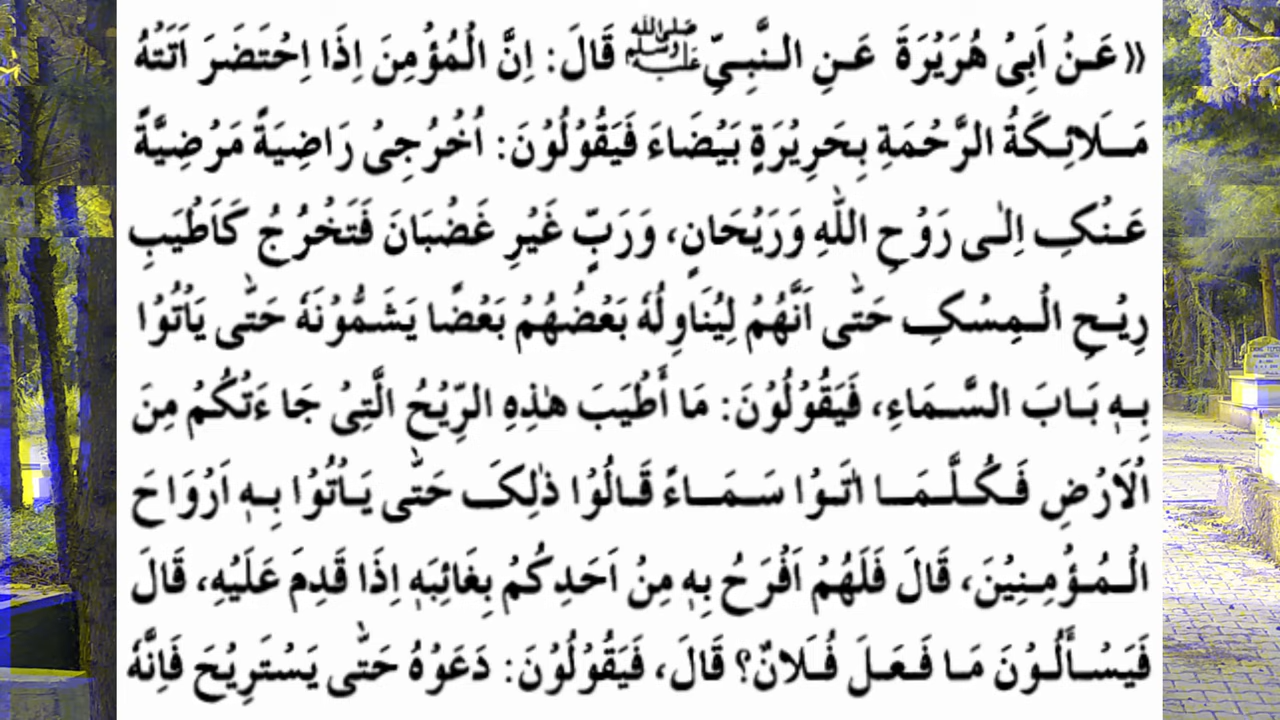 «عَنْ اَبِیْ هُرَیْرَةَ عَنِ النَّبِیِّ ﷺ قَالَ: اِنَّ الْمُؤْمِنَ اِذَا اِحْتَضَرَ اَتَتْهُ
مَلَائِکَةُ الرَّحْمَةِ بِحَرِیْرَةٍ بَیْضَاءَ فَیَقُوْلُوْنَ: اُخْرُجِیْ رَاضِیَةً مَرْضِیَّةً
عَنْکِ اِلٰی رَوْحِ اللّٰهِ وَرَیْحَانٍ، وَرَبٍّ غَیْرِ غَضْبَانَ فَتَخْرُجُ کَاَطْیَبِ
رِیْحِ الْمِسْکِ حَتّٰی اَنَّهُمْ لِیُنَاوِلُهٗ بَعْضُهُمْ بَعْضًا یَشَمُّوْنَهٗ حَتّٰی یَاْتُوْا
بِهٖ بَابَ السَّمَاءِ، فَیَقُوْلُوْنَ: مَا أَطْیَبَ هٰذِهِ الرِّیْحُ الَّتِیْ جَاءَتْکُمْ مِنَ
الْاَرْضِ فَکُلَّمَا اٰتَوْا سَمَاءً قَالُوْا ذٰلِکَ حَتّٰی یَاْتُوْا بِهٖ اَرْوَاحَ
الْمُؤْمِنِیْنَ، قَالَ فَلَهُمْ اَفْرَحُ بِهٖ مِنْ اَحَدِکُمْ بِغَائِبَهٖ اِذَا قَدِمَ عَلَیْهِ، قَالَ
فَیَسْأَلُوْنَ مَا فَعَلَ فُلَانٌ؟ قَالَ، فَیَقُوْلُوْنَ: دَعَوْهُ حَتّٰی یَسْتَرِیْحَ فَاِنَّهٗ